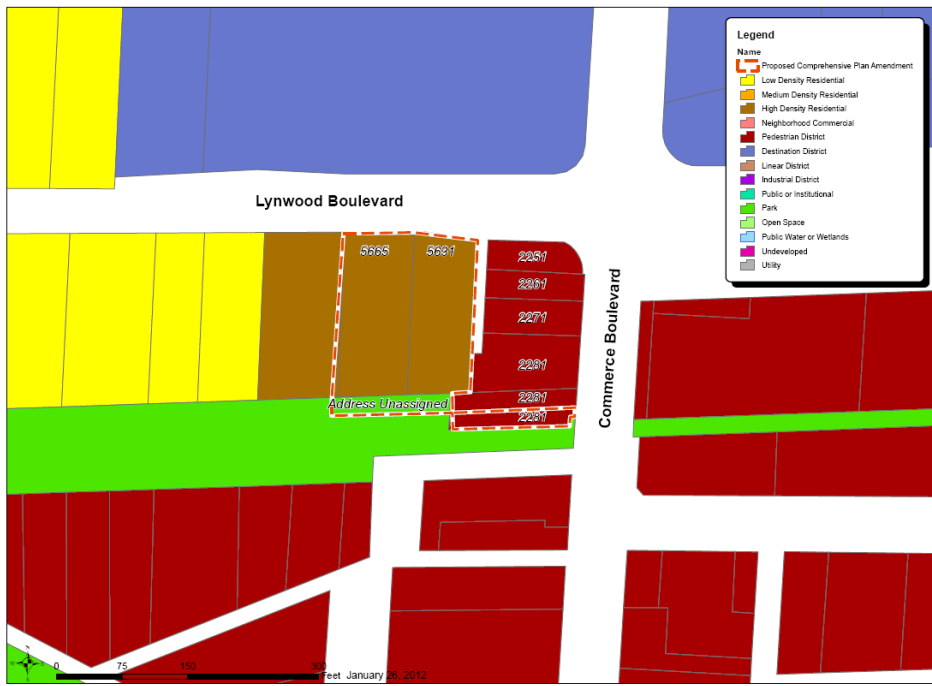 Legend
Name
Proposed Comprehensive Plan Amendment
Low Density Residential
Medium Density Residential
High Density Residential
Neighborhood Commercial
Pedestrian District
Destination District
Linear District
Industrial District
Public or Institutional
Park
Open Space
Public Water or Wetlands
Undeveloped
Utility
Lynwood Boulevard
5665
5631
2251
2261
2271
2281
Commerce Boulevard
Address Unassigned
2281
2281
0 75 150 300
Feet January 26, 2012